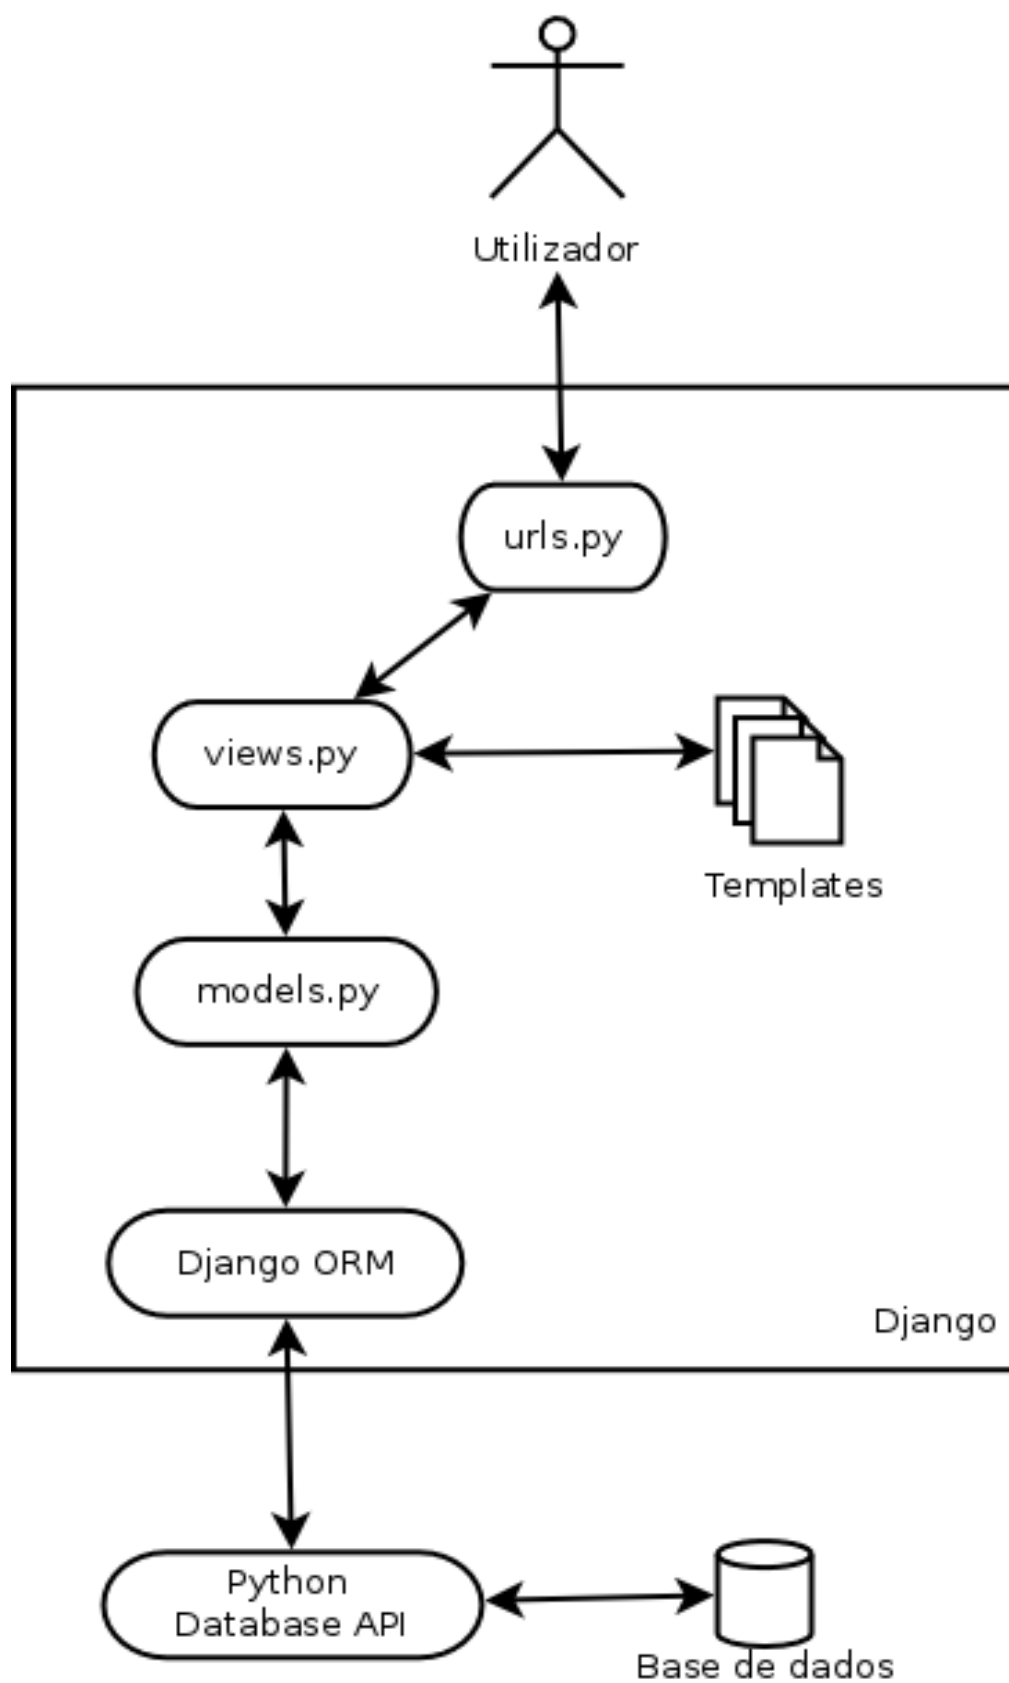 Utilizador
urls.py
views.py
Templates
models.py
Django ORM
Django
Python
Database API
Base de dados